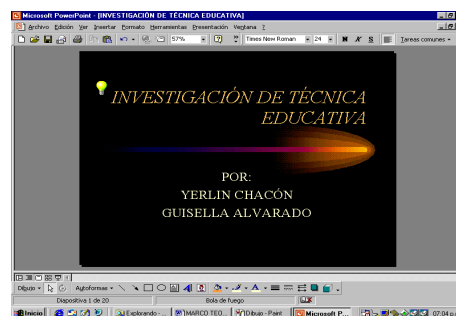 Microsoft PowerPoint - [INVESTIGACIÓN DE TÉCNICA EDUCATIVA]
Archivo Edición Ver Insertar Formato Herramientas Presentación Ventana ?
57% Times New Roman 24 N K S Tareas comunes
INVESTIGACIÓN DE TÉCNICA
EDUCATIVA
POR:
YERLIN CHACÓN
GUISELLA ALVARADO
Dibujo Autoformas
Diapositiva 1 de 20 Bola de fuego
Inicio Explorando -... MARCO TEO... Dibujo - Paint Microsoft P... 07:04 p.m.